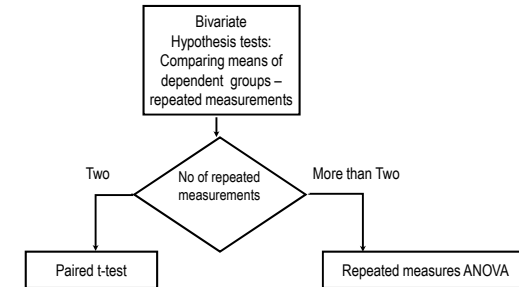 Bivariate
Hypothesis tests:
Comparing means of
dependent groups –
repeated measurements
No of repeated
measurements
Two
More than Two
Paired t-test
Repeated measures ANOVA